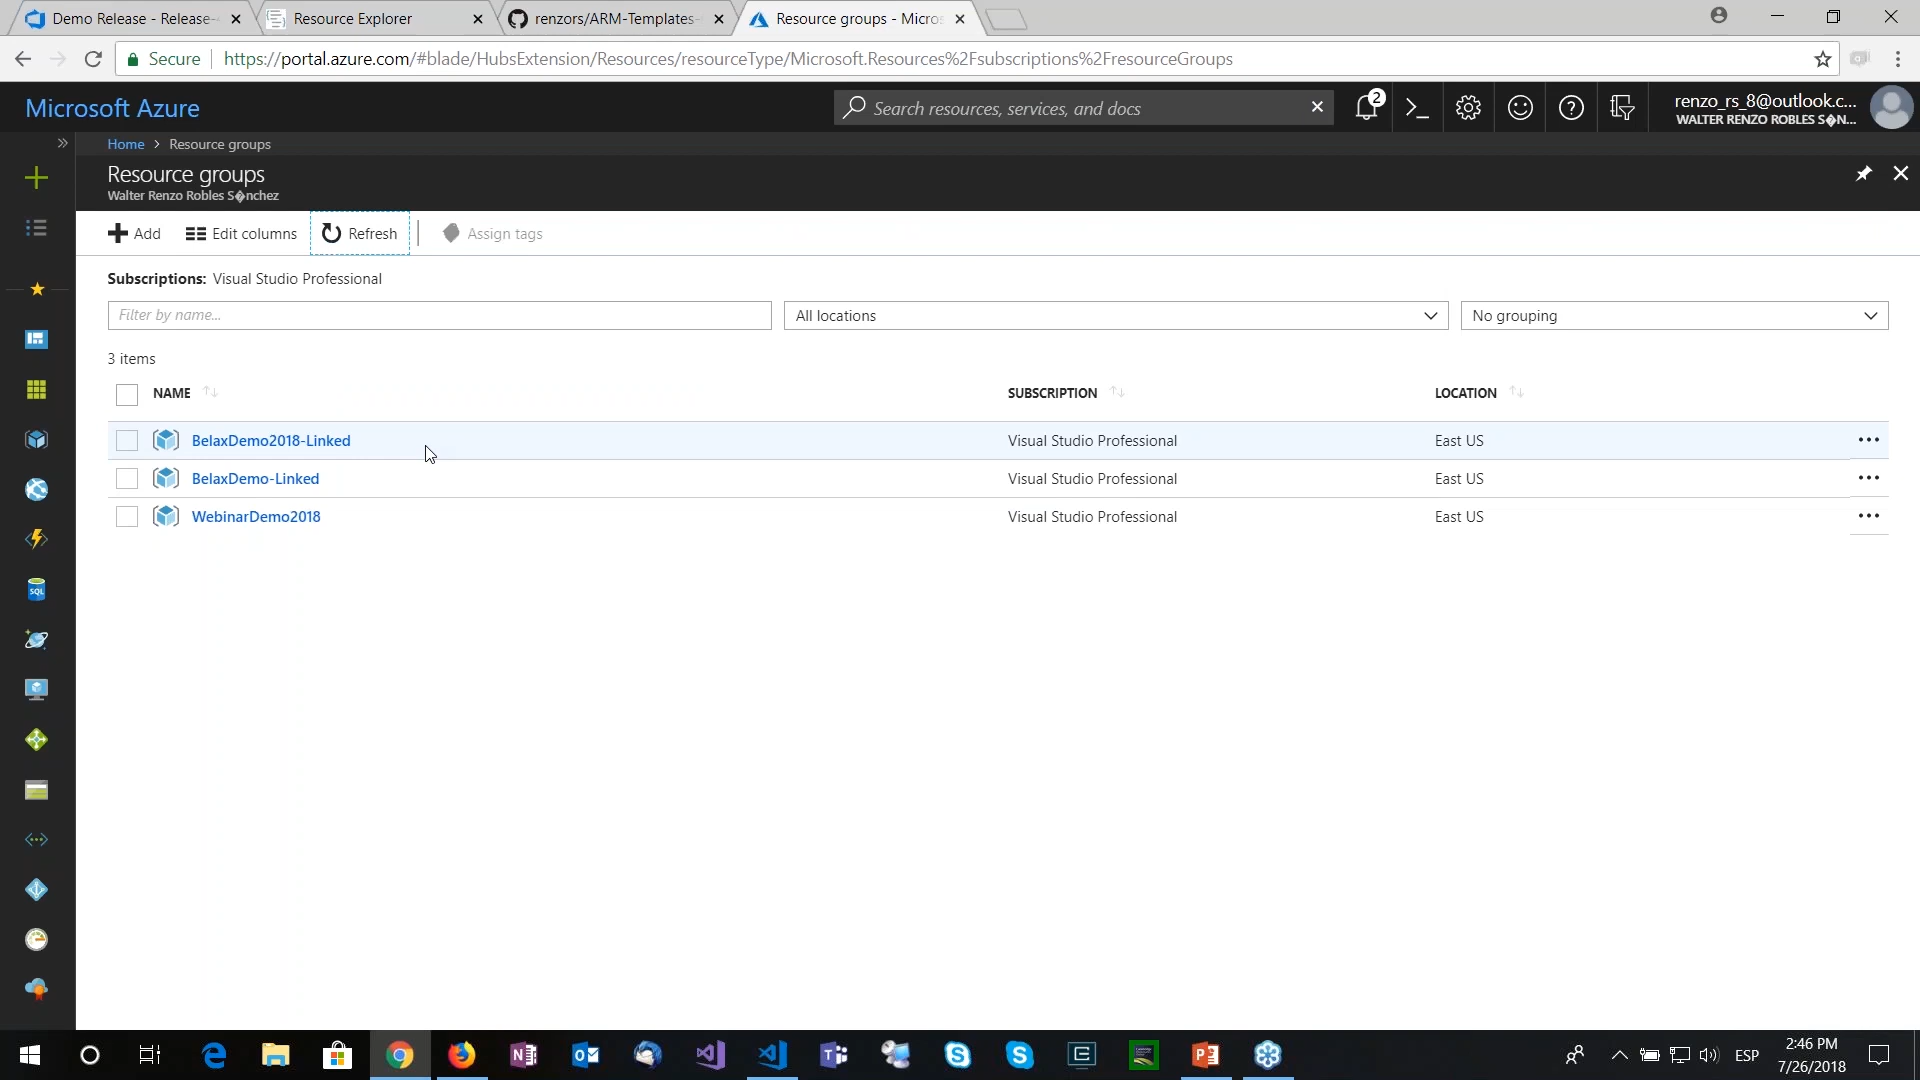 Demo Release - Release-
Resource Explorer
renzors/ARM-Templates-
Resource groups - Micros
Secure
https://portal.azure.com/#blade/HubsExtension/Resources/resourceType/Microsoft.Resources%2Fsubscriptions%2FresourceGroups
Microsoft Azure
Search resources, services, and docs
2
renzo_rs_8@outlook.c...
WALTER RENZO ROBLES S�N...
Home > Resource groups
Resource groups
Walter Renzo Robles S�nchez
Add
Edit columns
Refresh
Assign tags
Subscriptions: Visual Studio Professional
Filter by name...
All locations
No grouping
3 items
NAME
SUBSCRIPTION
LOCATION
BelaxDemo2018-Linked
Visual Studio Professional
East US
BelaxDemo-Linked
Visual Studio Professional
East US
WebinarDemo2018
Visual Studio Professional
East US
SQL
ESP
2:46 PM
7/26/2018